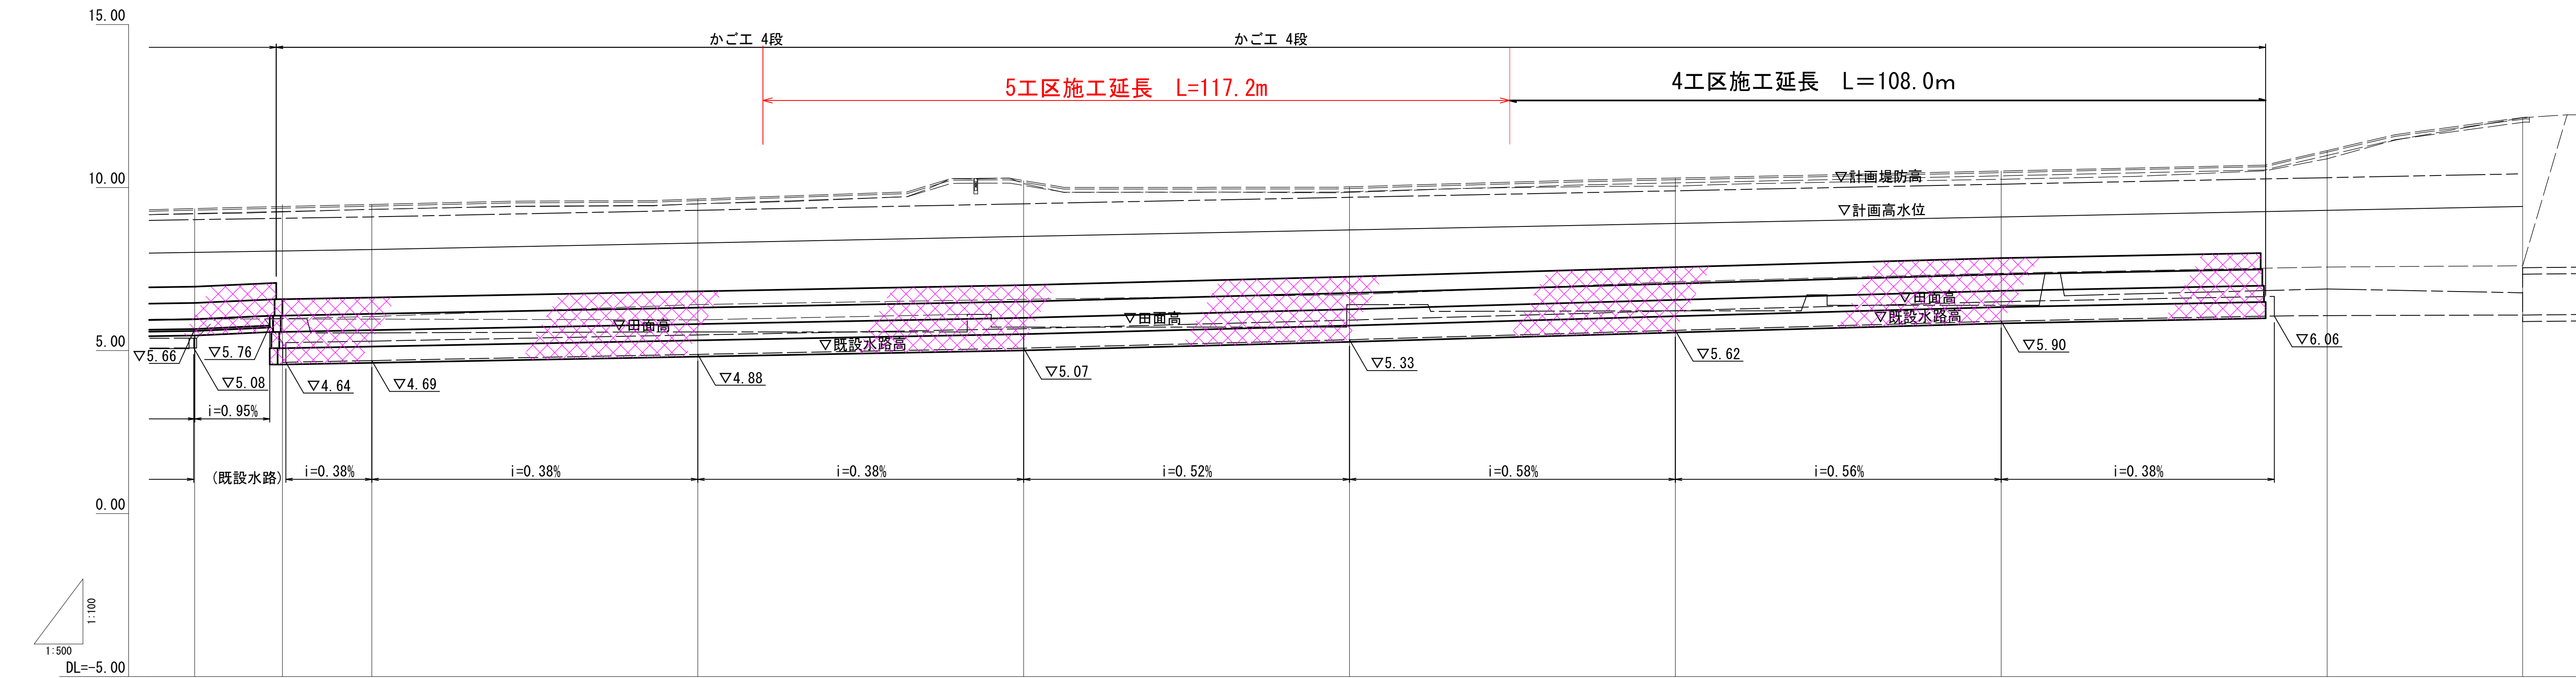 15.00
かご工 4段
かご工 4段
5工区施工延長　L=117.2m
4工区施工延長　L＝108.0m
10.00
▽計画堤防高
▽計画高水位
▽田面高
▽田面高
▽田面高
▽既設水路高
▽既設水路高
5.00
▽5.66
▽5.76
▽5.08
▽4.64
▽4.69
▽4.88
▽5.07
▽5.33
▽5.62
▽5.90
▽6.06
i=0.95%
(既設水路)
i=0.38%
i=0.38%
i=0.38%
i=0.52%
i=0.58%
i=0.56%
i=0.38%
0.00
1:100
1:500
DL=-5.00